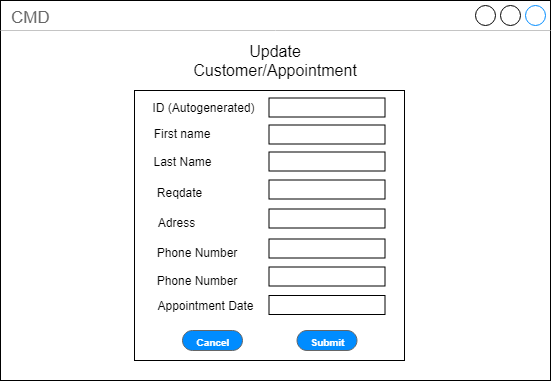 CMD
Update
Customer/Appointment
ID (Autogenerated)
First name
Last Name
Reqdate
Adress
Phone Number
Phone Number
Appointment Date
Cancel Submit